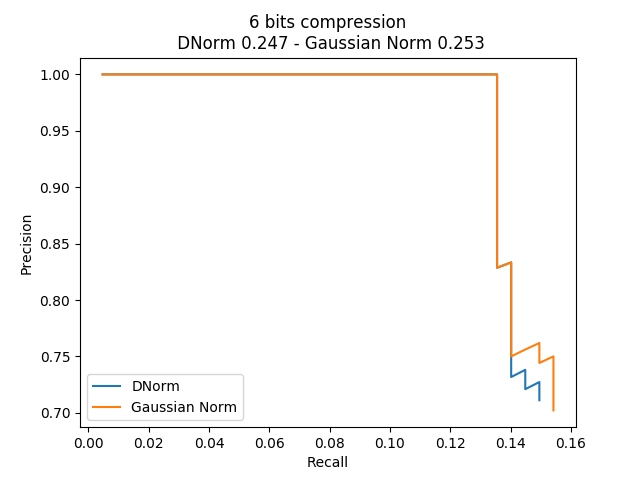 6 bits compression
DNorm 0.247 - Gaussian Norm 0.253
1.00
0.95
0.90
0.85
0.80
0.75
0.70
Precision
DNorm
Gaussian Norm
0.00 0.02 0.04 0.06 0.08 0.10 0.12 0.14 0.16
Recall